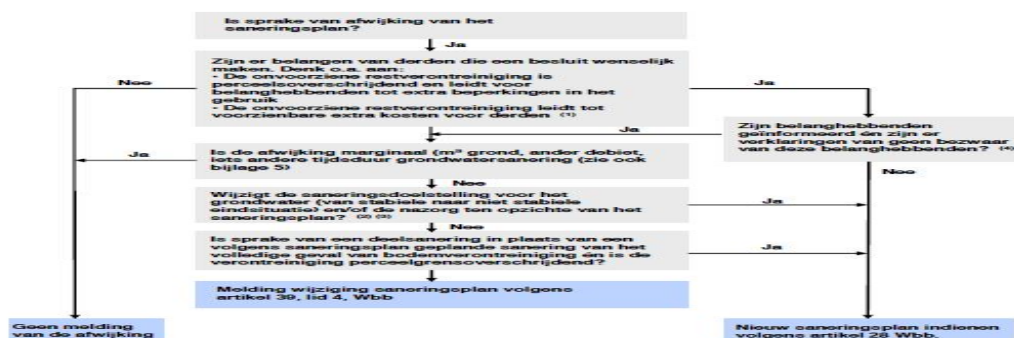 Is sprake van afwijking van het
saneringsplan?
Ja
Zijn er belangen van derden die een besluit wenselijk
maken. Denk o.a. aan:
- De onvoorziene restverontreiniging is
perceelsoverschrijdend en leidt voor
belanghebbenden tot extra beperkingen in het
gebruik
- De onvoorziene restverontreiniging leidt tot
voorzienbare extra kosten voor derden (1)
Nee
Ja
Zijn belanghebbenden
geïnformeerd én zijn er
verklaringen van geen bezwaar
van deze belanghebbenden? (4)
Ja
Nee
Is de afwijking marginaal (m³ grond, ander debiet,
iets andere tijdsduur grondwatersanering (zie ook
bijlage 5)
Ja
Nee
Wijzigt de saneringsdoelstelling voor het
grondwater (van stabiele naar niet stabiele
eindsituatie) en/of de nazorg ten opzichte van het
saneringsplan? (2) (3)
Ja
Nee
Is sprake van een deelsanering in plaats van een
volgens saneringsplan geplande sanering van het
volledige geval van bodemverontreiniging én is de
verontreiniging perceelgrensoverschrijdend?
Ja
Melding wijziging saneringsplan volgens
artikel 39, lid 4, Wbb
Geen melding
van de afwijking
Nieuw saneringsplan indienen
volgens artikel 28 Wbb.